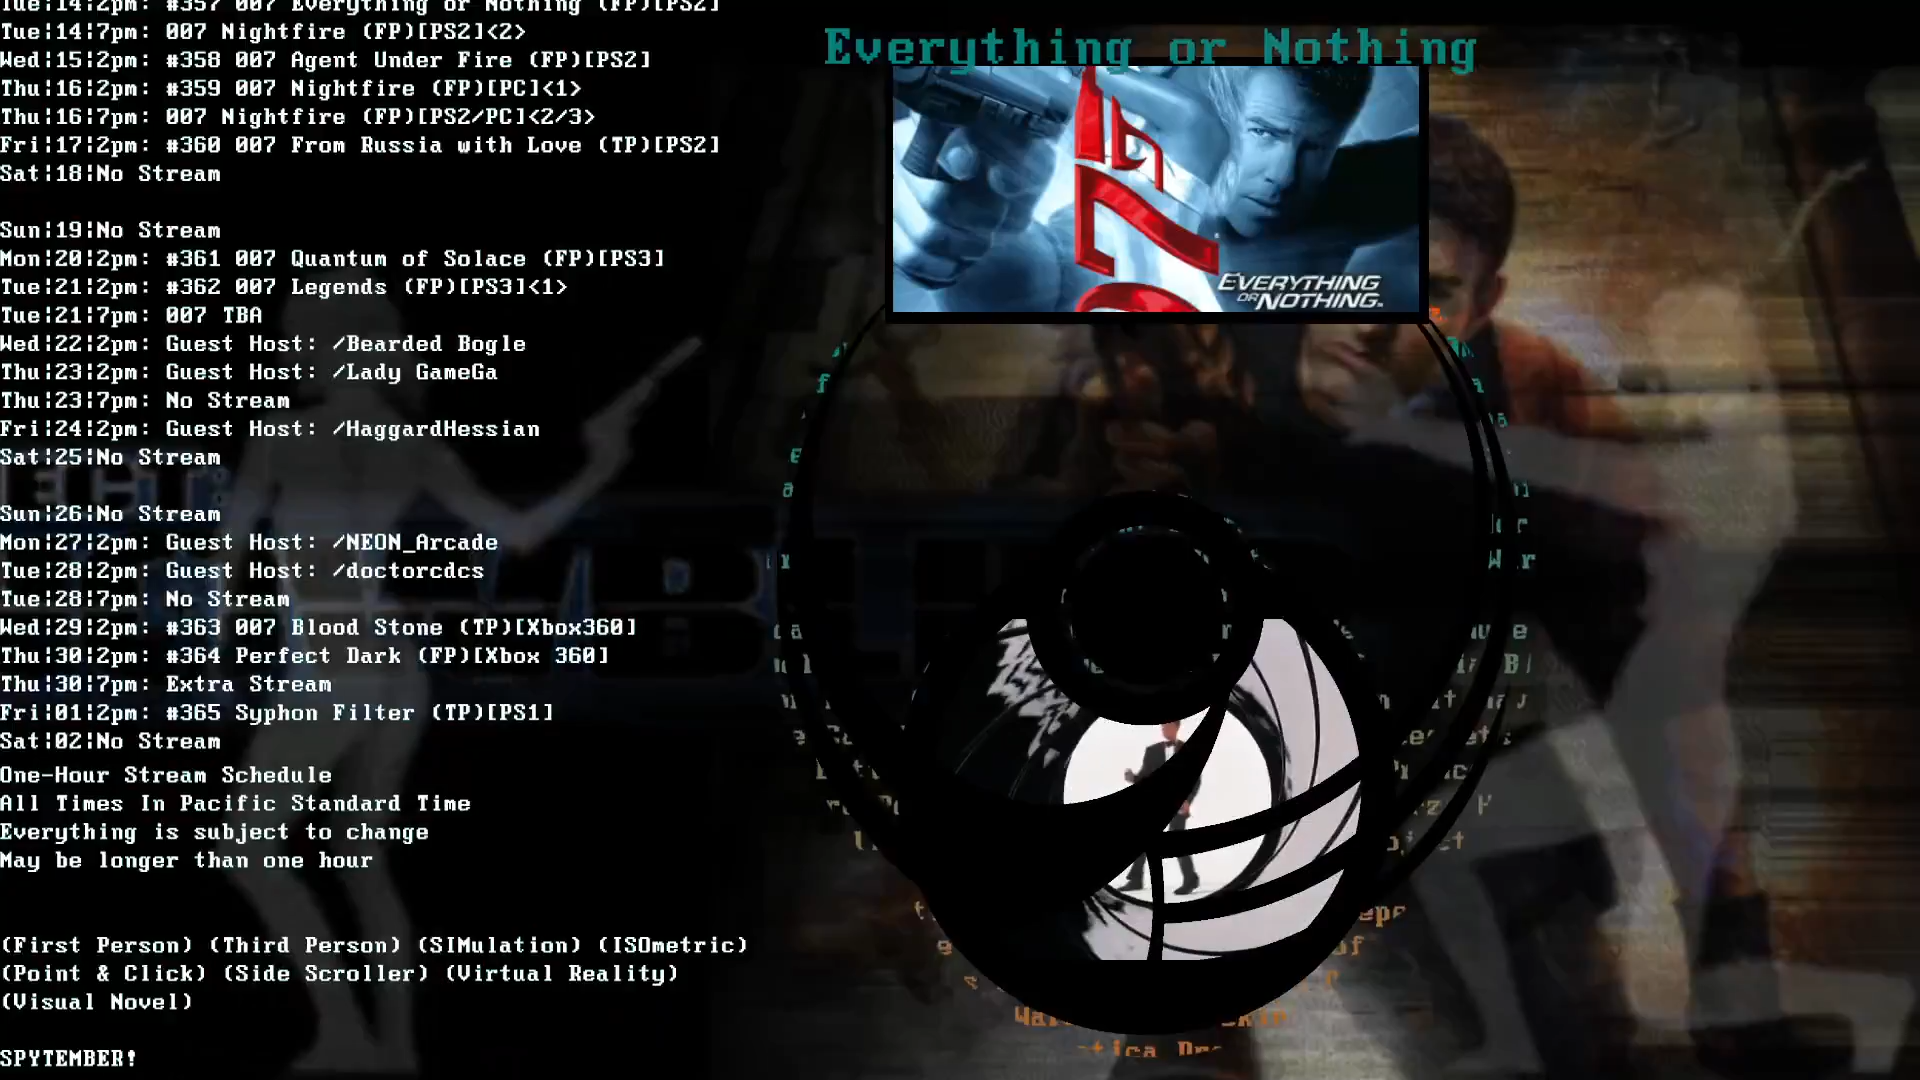 Tue¦14¦2pm: #357 007 Everything or Nothing (FP)[PS2]
Tue¦14¦7pm: 007 Nightfire (FP)[PS2]<2>
Wed¦15¦2pm: #358 007 Agent Under Fire (FP)[PS2]
Thu¦16¦2pm: #359 007 Nightfire (FP)[PC]<1>
Thu¦16¦7pm: 007 Nightfire (FP)[PS2/PC]<2/3>
Fri¦17¦2pm: #360 007 From Russia with Love (TP)[PS2]
Sat¦18¦No Stream
Sun¦19¦No Stream
Mon¦20¦2pm: #361 007 Quantum of Solace (FP)[PS3]
Tue¦21¦2pm: #362 007 Legends (FP)[PS3]<1>
Tue¦21¦7pm: 007 TBA
Wed¦22¦2pm: Guest Host: /Bearded Bogle
Thu¦23¦2pm: Guest Host: /Lady GameGa
Thu¦23¦7pm: No Stream
Fri¦24¦2pm: Guest Host: /HaggardHessian
Sat¦25¦No Stream
Sun¦26¦No Stream
Mon¦27¦2pm: Guest Host: /NEON_Arcade
Tue¦28¦2pm: Guest Host: /doctorcdcs
Tue¦28¦7pm: No Stream
Wed¦29¦2pm: #363 007 Blood Stone (TP)[Xbox360]
Thu¦30¦2pm: #364 Perfect Dark (FP)[Xbox 360]
Thu¦30¦7pm: Extra Stream
Fri¦01¦2pm: #365 Syphon Filter (TP)[PS1]
Sat¦02¦No Stream
One-Hour Stream Schedule
All Times In Pacific Standard Time
Everything is subject to change
May be longer than one hour
(First Person) (Third Person) (SIMulation) (ISOmetric)
(Point & Click) (Side Scroller) (Virtual Reality)
(Visual Novel)
SPYTEMBER!
Everything or Nothing
EVERYTHING
OR NOTHING